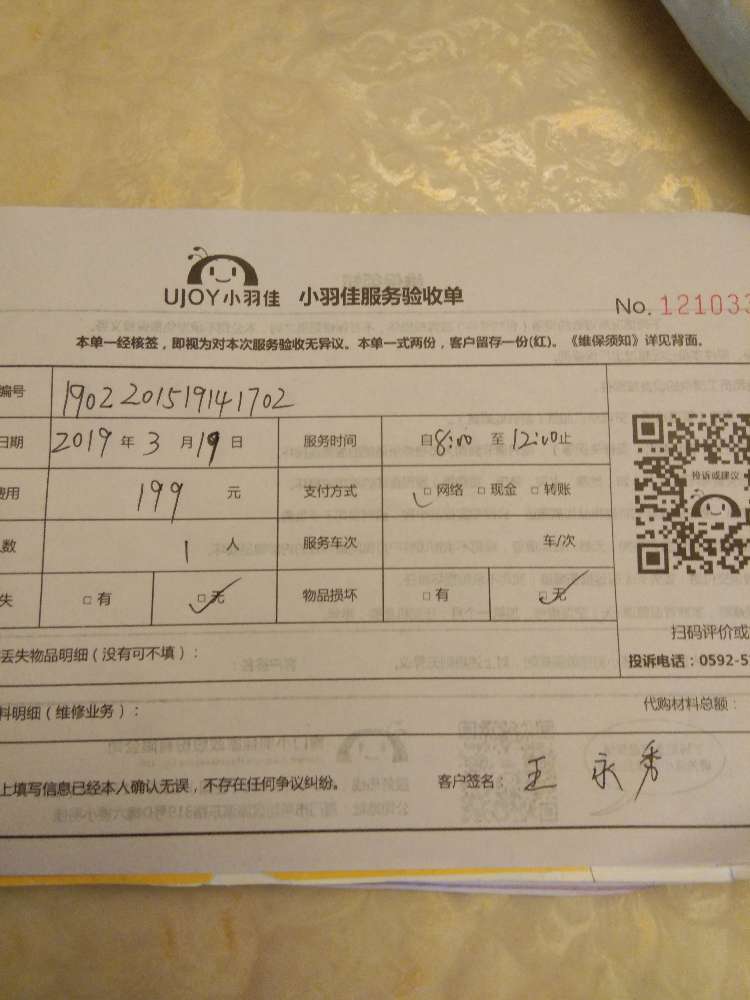 UJOY小羽佳 小羽佳服务验收单
No. 121033
本单一经核签，即视为对本次服务验收无异议。本单一式两份，客户留存一份(红)。《维保须知》详见背面。
编号 1902201519141702
日期 2019 年 3 月 19 日 服务时间 自8:00 至 12:00止
费用 199 元 支付方式 □ 网络 □ 现金 □ 转账
投诉或建议
人数 1 人 服务车次 车/次
失 □ 有 □ 无 物品损坏 □ 有 □ 无
扫码评价或
丢失物品明细（没有可不填）：
投诉电话：0592-5
料明细（维修业务）： 代购材料总额：
上填写信息已经本人确认无误，不存在任何争议纠纷。 客户签名：王永秀